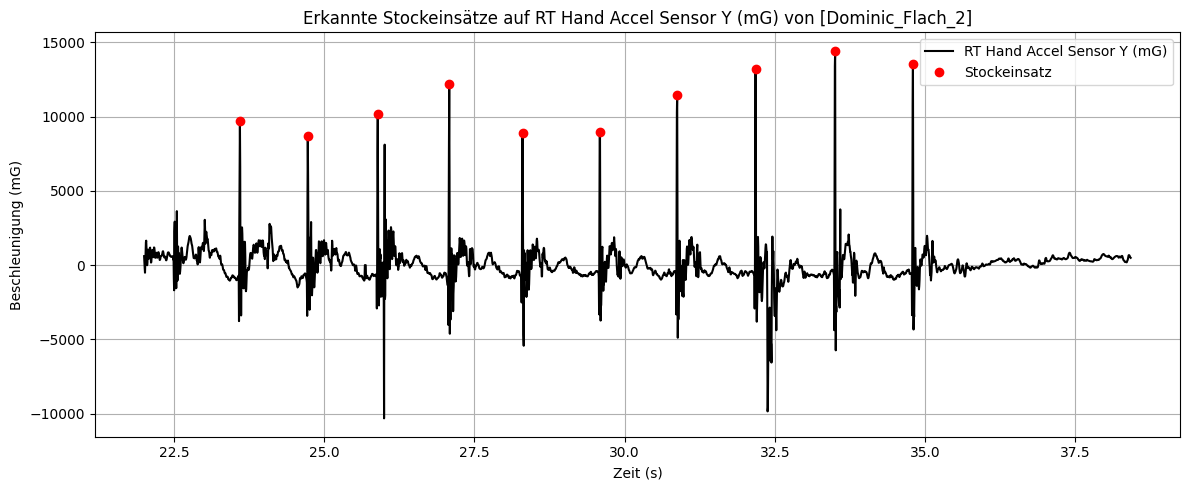 Erkannte Stockeinsätze auf RT Hand Accel Sensor Y (mG) von [Dominic_Flach_2]
RT Hand Accel Sensor Y (mG)
Stockeinsatz
Beschleunigung (mG)
15000
10000
5000
0
−5000
−10000
22.5 25.0 27.5 30.0 32.5 35.0 37.5
Zeit (s)